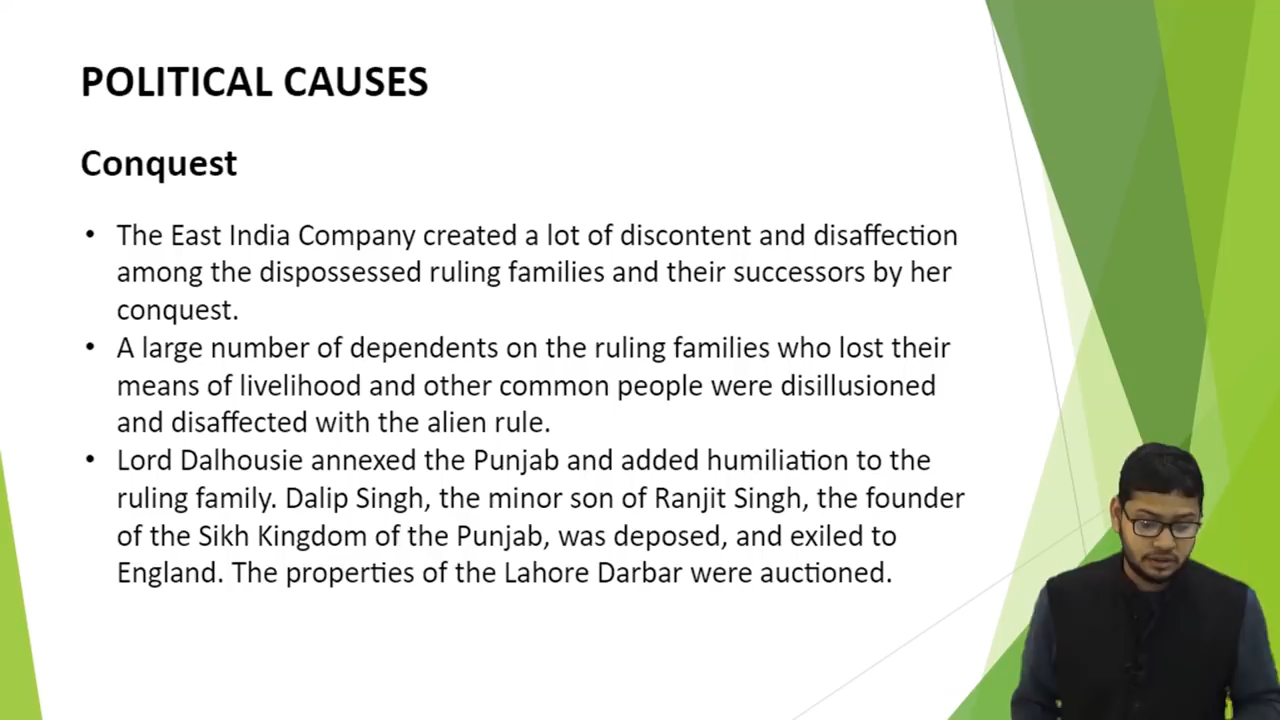 POLITICAL CAUSES
Conquest
• The East India Company created a lot of discontent and disaffection
among the dispossessed ruling families and their successors by her
conquest.
• A large number of dependents on the ruling families who lost their
means of livelihood and other common people were disillusioned
and disaffected with the alien rule.
• Lord Dalhousie annexed the Punjab and added humiliation to the
ruling family. Dalip Singh, the minor son of Ranjit Singh, the founder
of the Sikh Kingdom of the Punjab, was deposed, and exiled to
England. The properties of the Lahore Darbar were auctioned.